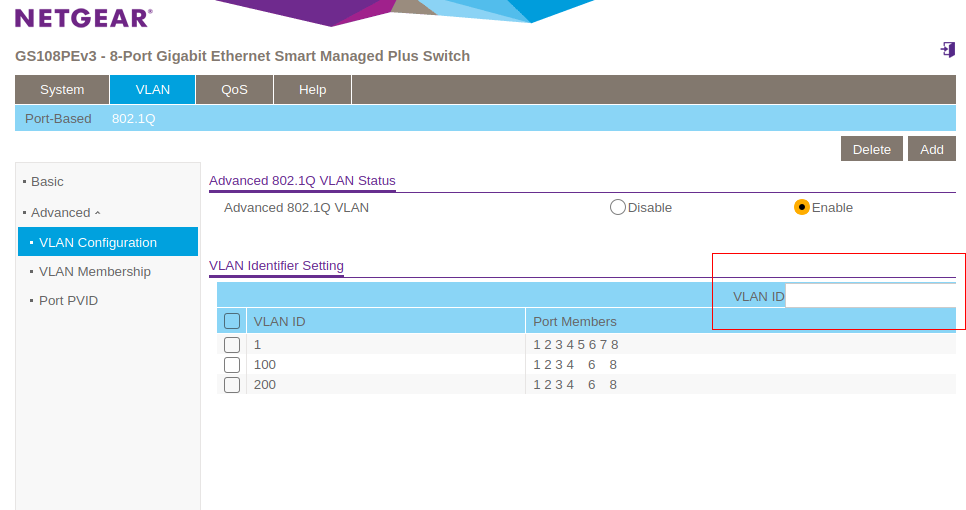 NETGEAR®
GS108PEv3 - 8-Port Gigabit Ethernet Smart Managed Plus Switch
System VLAN QoS Help
Port-Based 802.1Q
Delete Add
Basic
Advanced
VLAN Configuration
VLAN Membership
Port PVID
Advanced 802.1Q VLAN Status
Advanced 802.1Q VLAN Disable Enable
VLAN Identifier Setting
VLAN ID
VLAN ID Port Members
1 1 2 3 4 5 6 7 8
100 1 2 3 4 6 8
200 1 2 3 4 6 8